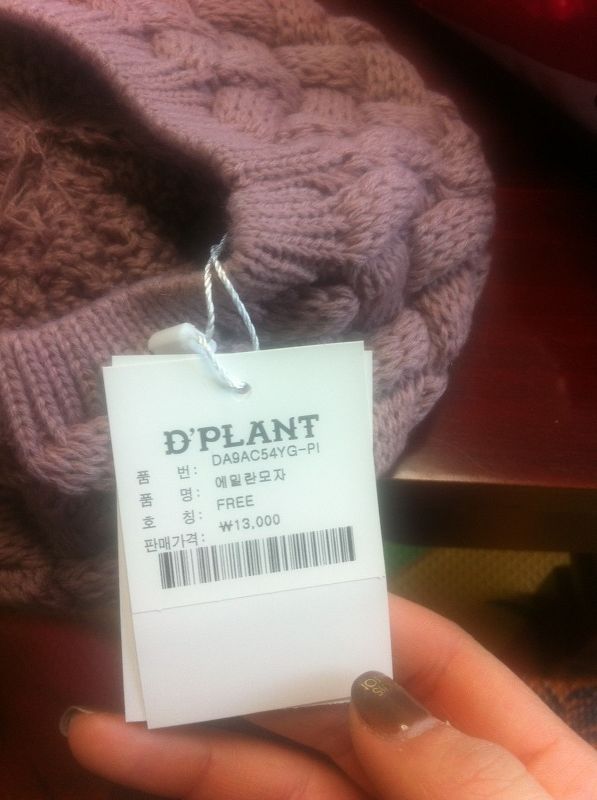 D'PLANT
품 번: DA9AC54YG-PI
품 명: 에밀란모자
호 칭: FREE
판매가격: ₩13,000